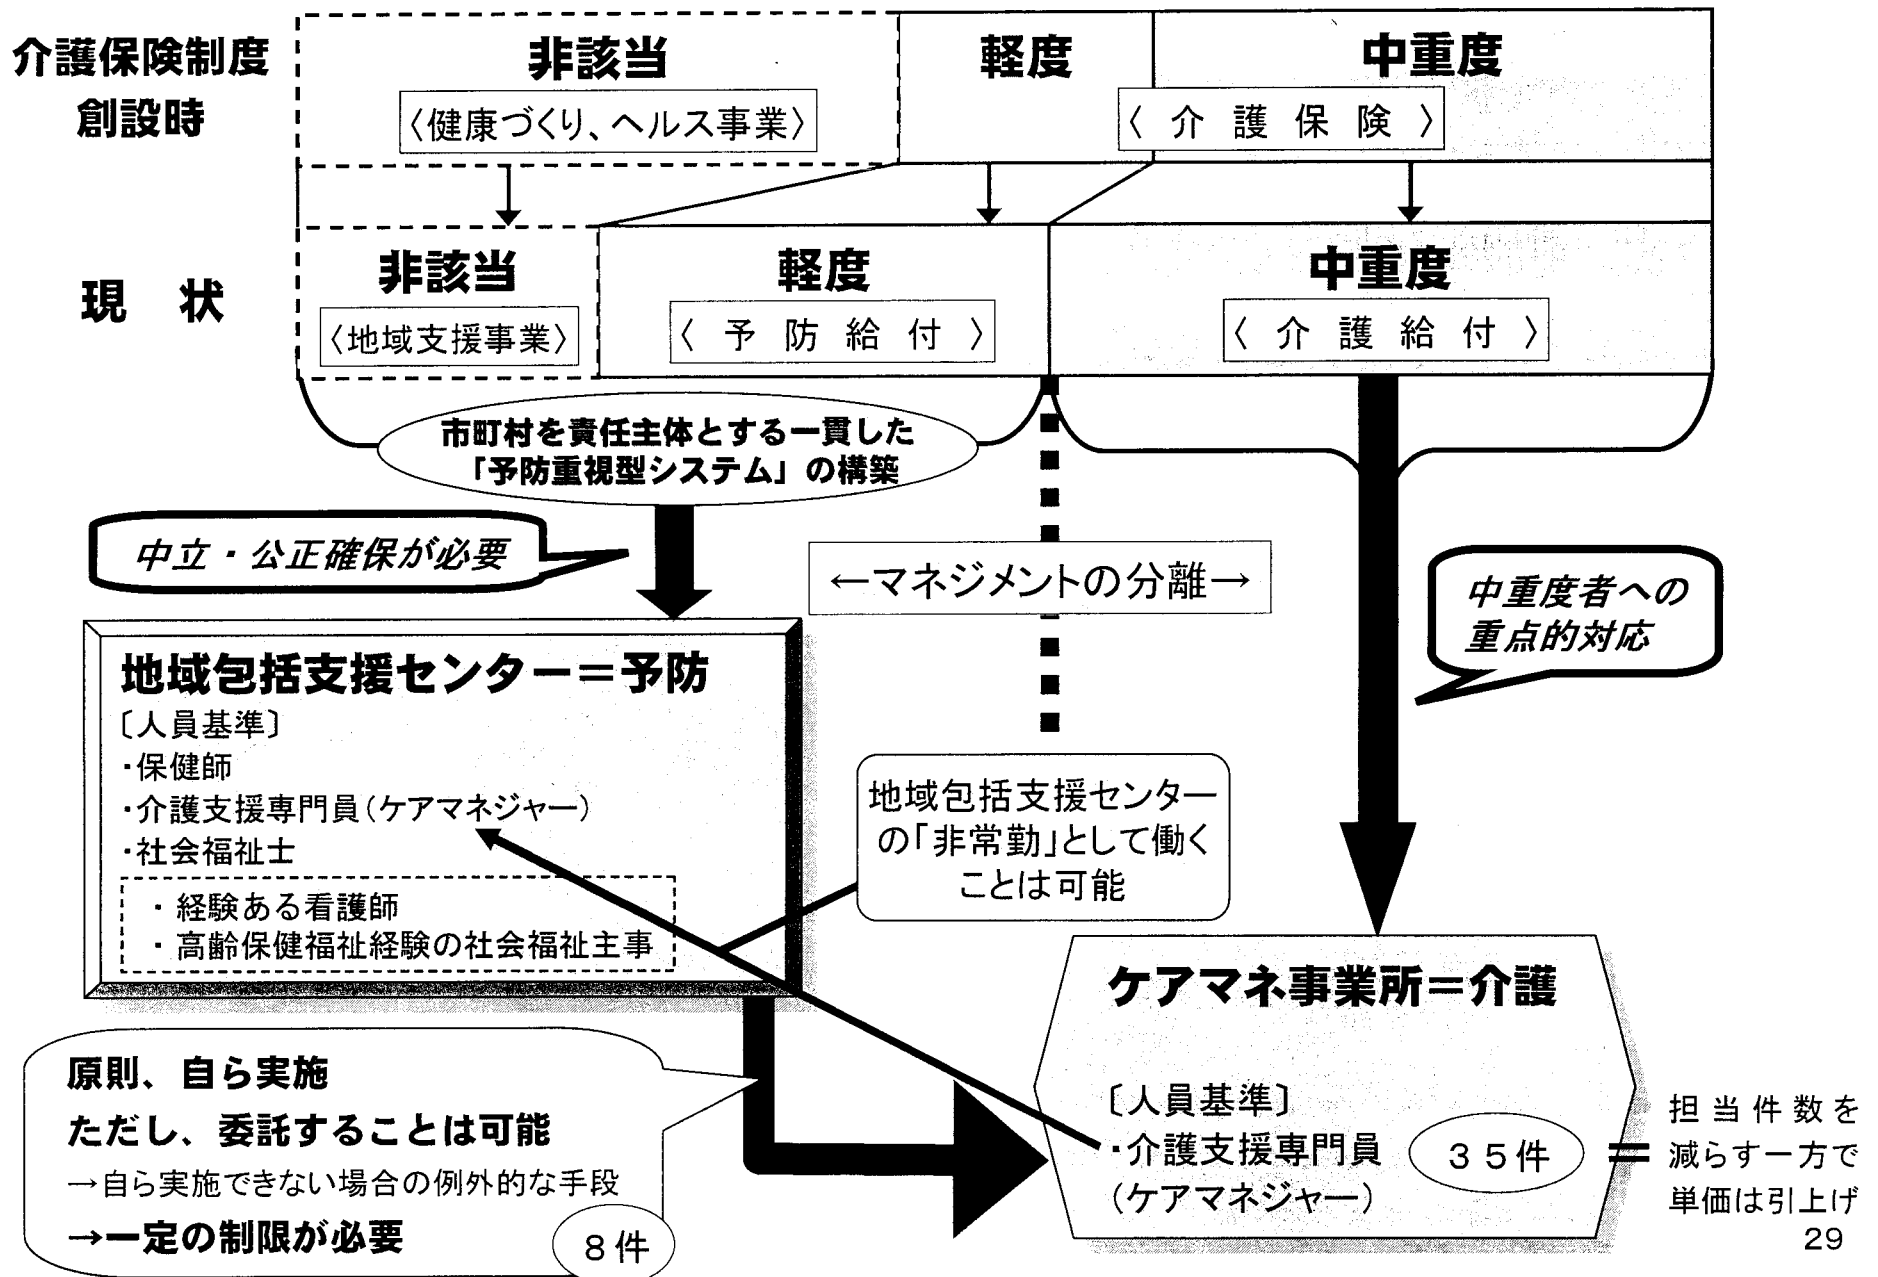 介護保険制度
創設時
非該当
〈健康づくり、ヘルス事業〉
軽度
中重度
〈介護保険〉
現状
非該当
〈地域支援事業〉
軽度
〈予防給付〉
中重度
〈介護給付〉
市町村を責任主体とする一貫した
「予防重視型システム」の構築
中立・公正確保が必要
←マネジメントの分離→
中重度者への
重点的対応
地域包括支援センター＝予防
〔人員基準〕
・保健師
・介護支援専門員(ケアマネジャー)
・社会福祉士
・経験ある看護師
・高齢保健福祉経験の社会福祉主事
地域包括支援センター
の「非常勤」として働く
ことは可能
原則、自ら実施
ただし、委託することは可能
→自ら実施できない場合の例外的な手段
→一定の制限が必要
８件
ケアマネ事業所＝介護
〔人員基準〕
・介護支援専門員
(ケアマネジャー)
３５件
＝
担当件数を
減らす一方で
単価は引上げ
29